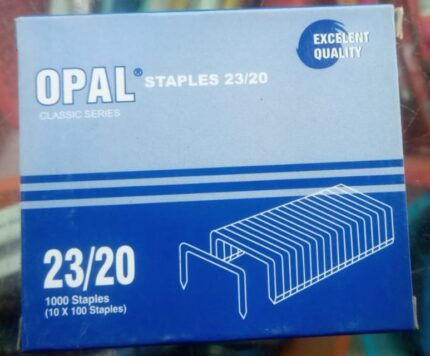 EXCELENT
QUALITY
OPAL® STAPLES 23/20
CLASSIC SERIES
23/20
1000 Staples
(10 X 100 Staples)